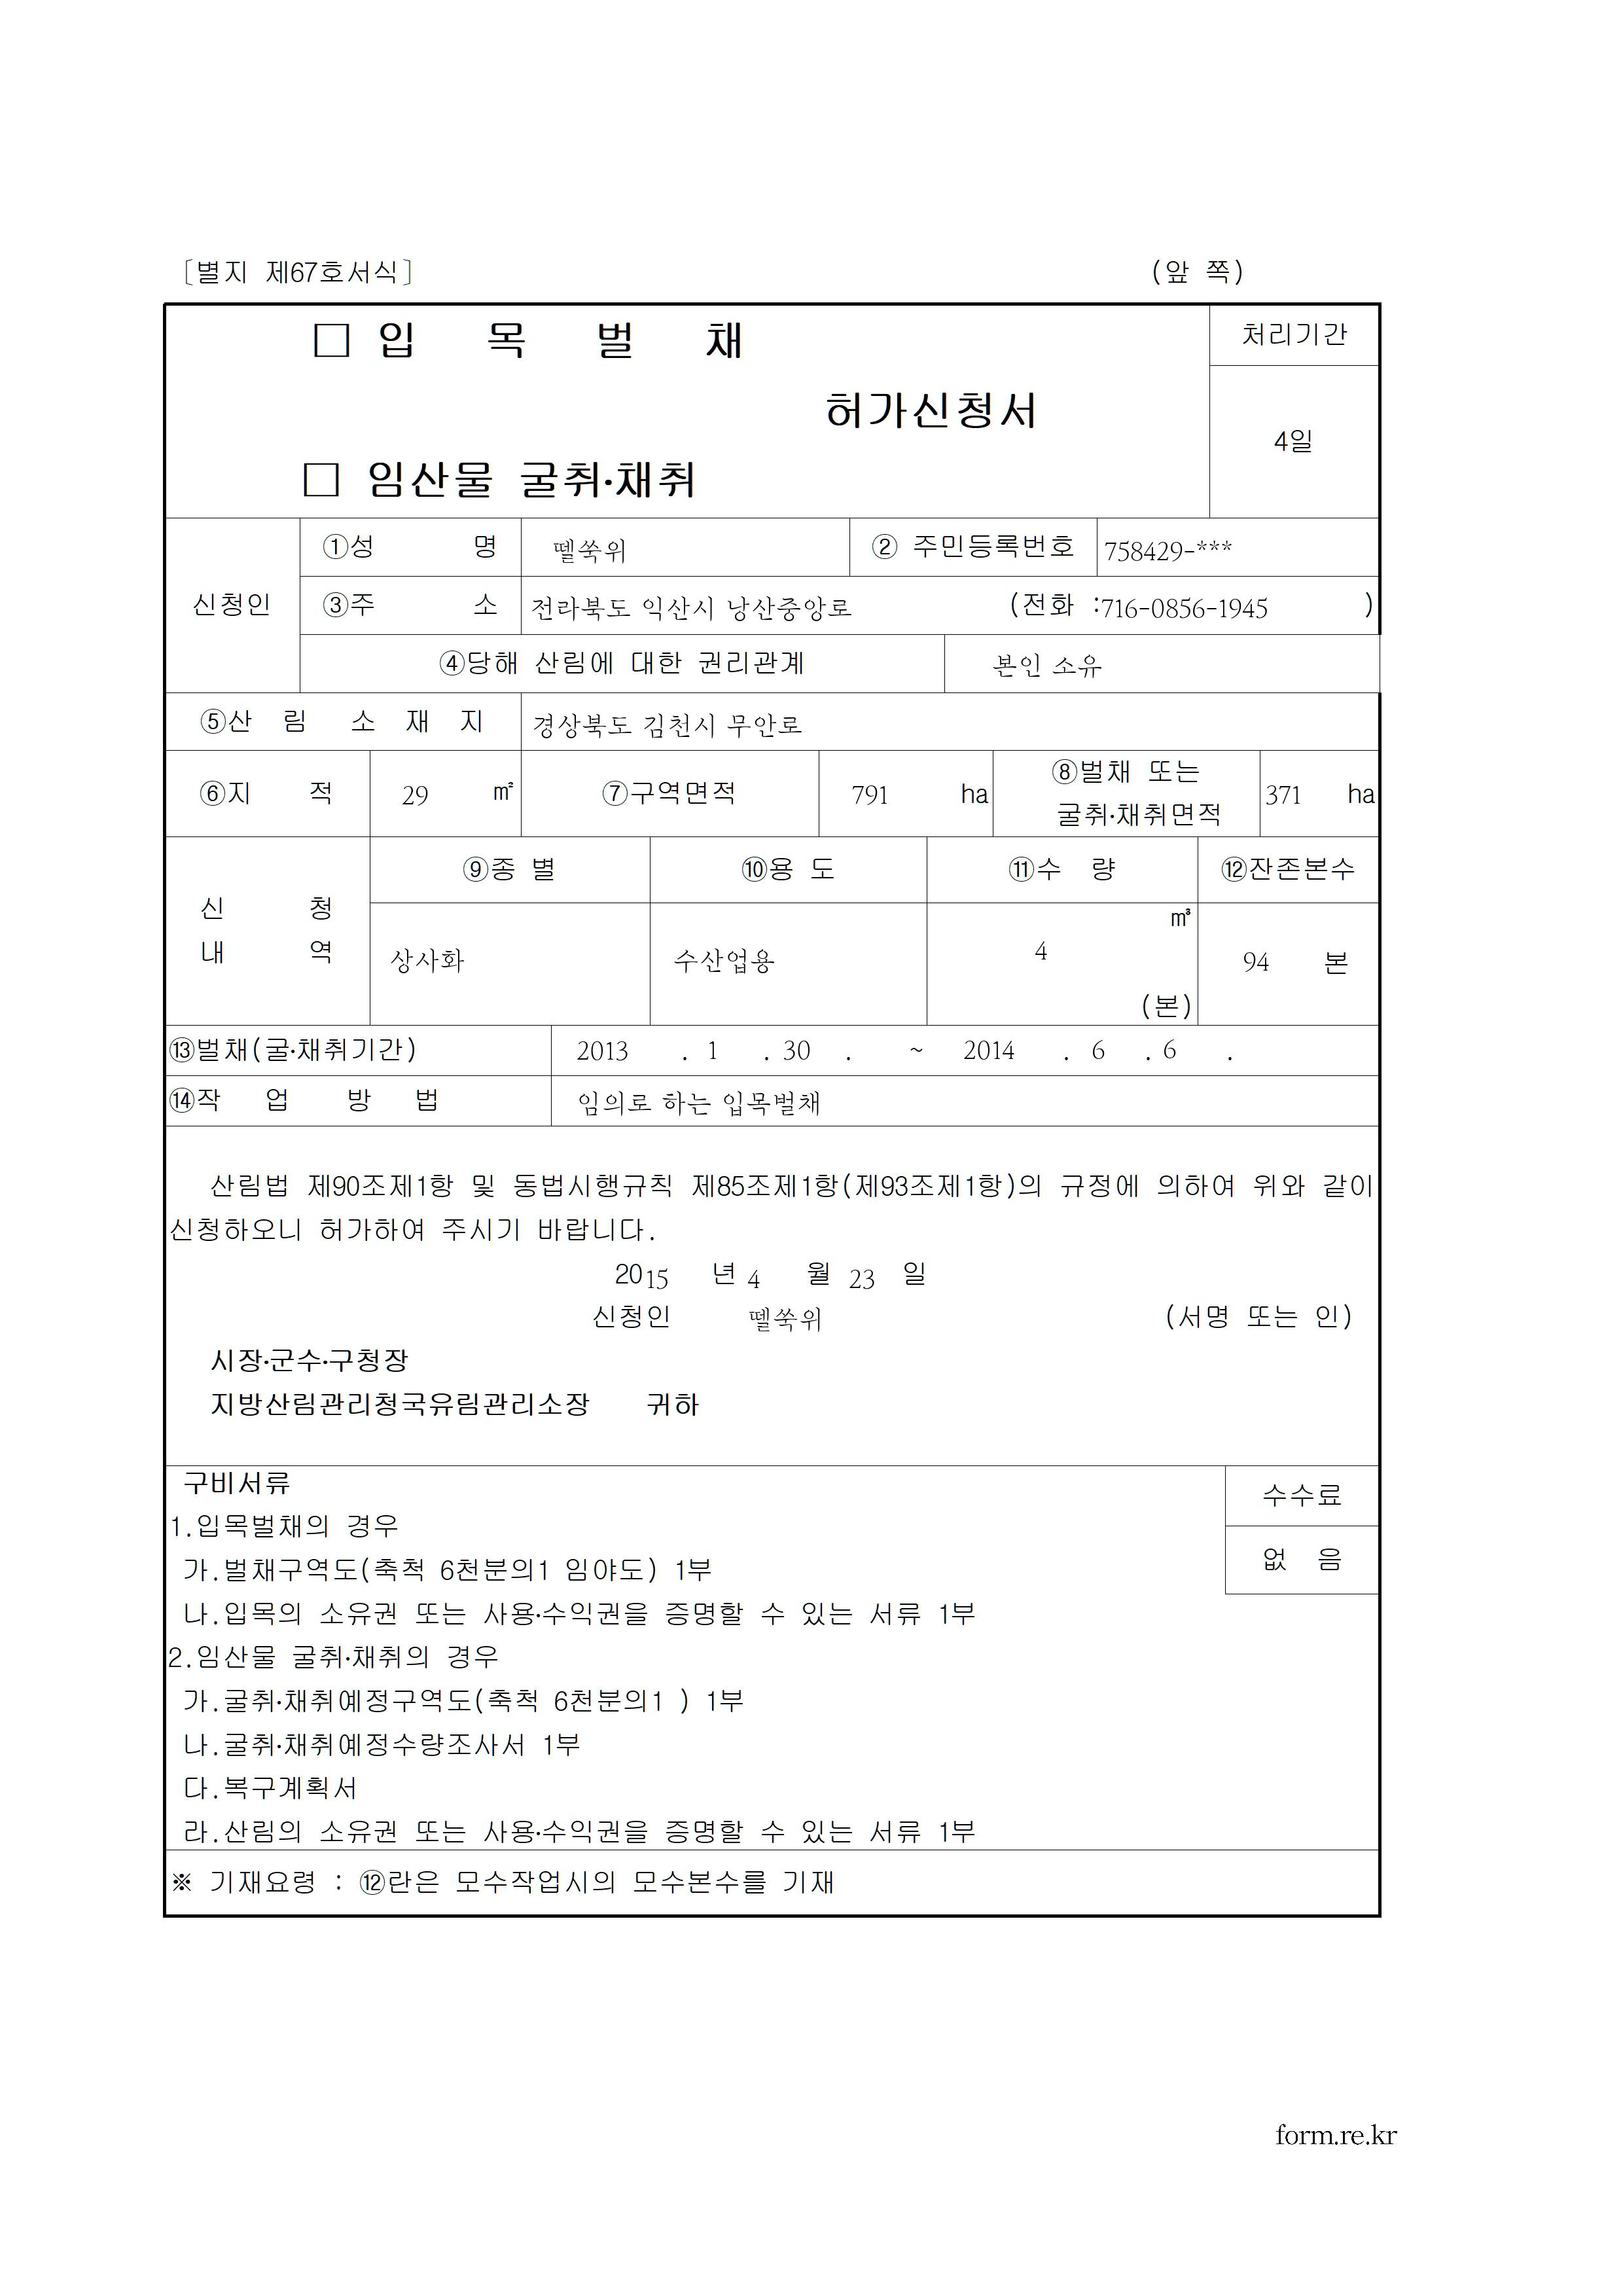 [별지 제67호서식] (앞 쪽)
□ 입 목 벌 채
처리기간
허가신청서
4일
□ 임산물 굴취·채취
신청인
①성 명 뗄쑥위 ② 주민등록번호 758429-***
③주 소 전라북도 익산시 낭산중앙로 (전화 :716-0856-1945 )
④당해 산림에 대한 권리관계 본인 소유
⑤산 림 소 재 지 경상북도 김천시 무안로
⑥지 적 29 ㎡ ⑦구역면적 791 ha ⑧벌채 또는 굴취·채취면적 371 ha
신 청 내 역
⑨종 별 ⑩용 도 ⑪수 량 ⑫잔존본수
상사화 수산업용 4 ㎥ (본) 94 본
⑬벌채(굴·채취기간) 2013 . 1 . 30 . ~ 2014 . 6 . 6 .
⑭작 업 방 법 임의로 하는 입목벌채
산림법 제90조제1항 및 동법시행규칙 제85조제1항(제93조제1항)의 규정에 의하여 위와 같이
신청하오니 허가하여 주시기 바랍니다.
2015 년 4 월 23 일
신청인 뗄쑥위 (서명 또는 인)
시장·군수·구청장
지방산림관리청국유림관리소장 귀하
구비서류
수수료
1.입목벌채의 경우
없 음
가.벌채구역도(축척 6천분의1 임야도) 1부
나.입목의 소유권 또는 사용·수익권을 증명할 수 있는 서류 1부
2.임산물 굴취·채취의 경우
가.굴취·채취예정구역도(축척 6천분의1 ) 1부
나.굴취·채취예정수량조사서 1부
다.복구계획서
라.산림의 소유권 또는 사용·수익권을 증명할 수 있는 서류 1부
※ 기재요령 : ⑫란은 모수작업시의 모수본수를 기재
form.re.kr